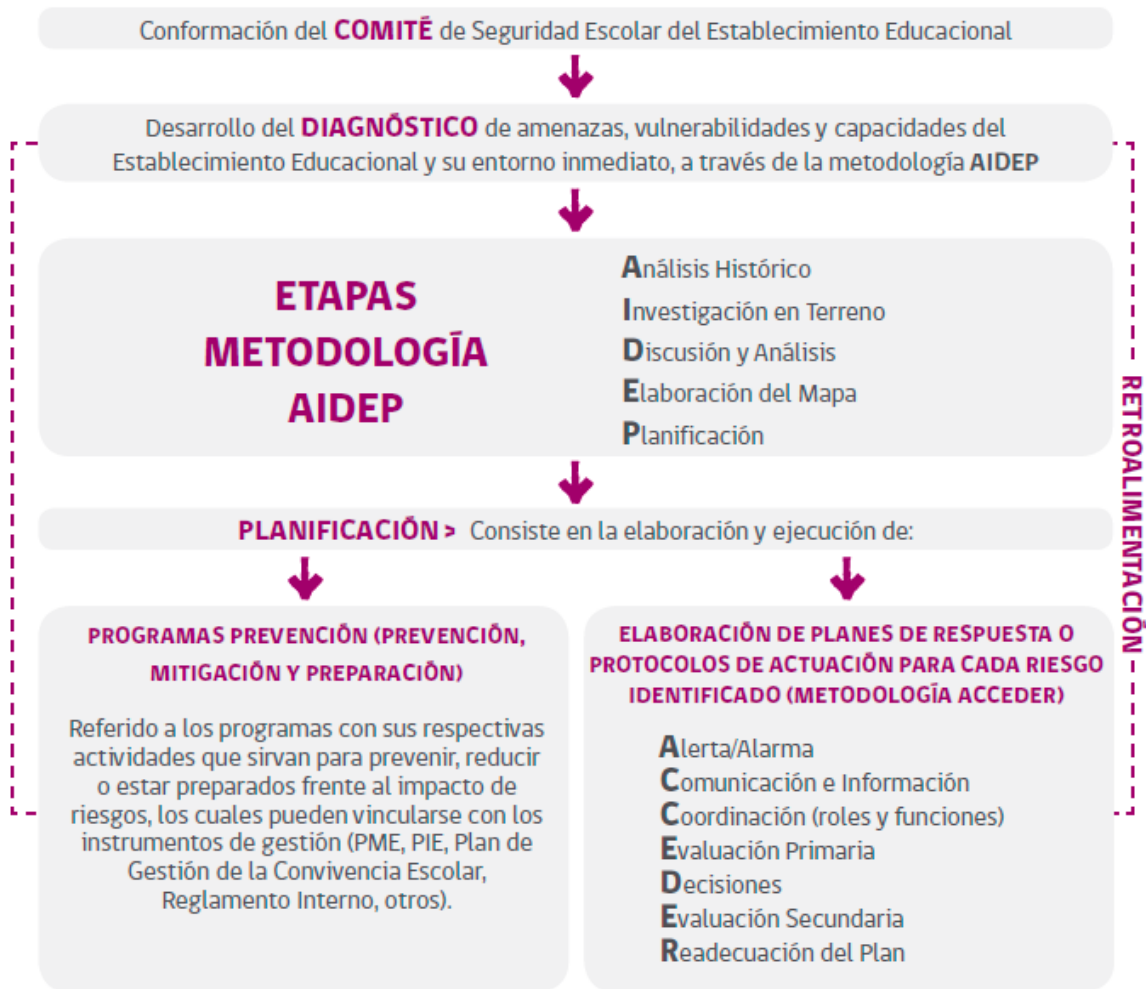 Conformación del COMITÉ de Seguridad Escolar del Establecimiento Educacional
Desarrollo del DIAGNÓSTICO de amenazas, vulnerabilidades y capacidades del
Establecimiento Educacional y su entorno inmediato, a través de la metodología AIDEP
ETAPAS
METODOLOGÍA
AIDEP
Análisis Histórico
Investigación en Terreno
Discusión y Análisis
Elaboración del Mapa
Planificación
RETROALIMENTACIÓN
PLANIFICACIÓN > Consiste en la elaboración y ejecución de:
PROGRAMAS PREVENCIÓN (PREVENCIÓN,
MITIGACIÓN Y PREPARACIÓN)
Referido a los programas con sus respectivas
actividades que sirvan para prevenir, reducir
o estar preparados frente al impacto de
riesgos, los cuales pueden vincularse con los
instrumentos de gestión (PME, PIE, Plan de
Gestión de la Convivencia Escolar,
Reglamento Interno, otros).
ELABORACIÓN DE PLANES DE RESPUESTA O
PROTOCOLOS DE ACTUACIÓN PARA CADA RIESGO
IDENTIFICADO (METODOLOGÍA ACCEDER)
Alerta/Alarma
Comunicación e Información
Coordinación (roles y funciones)
Evaluación Primaria
Decisiones
Evaluación Secundaria
Readecuación del Plan